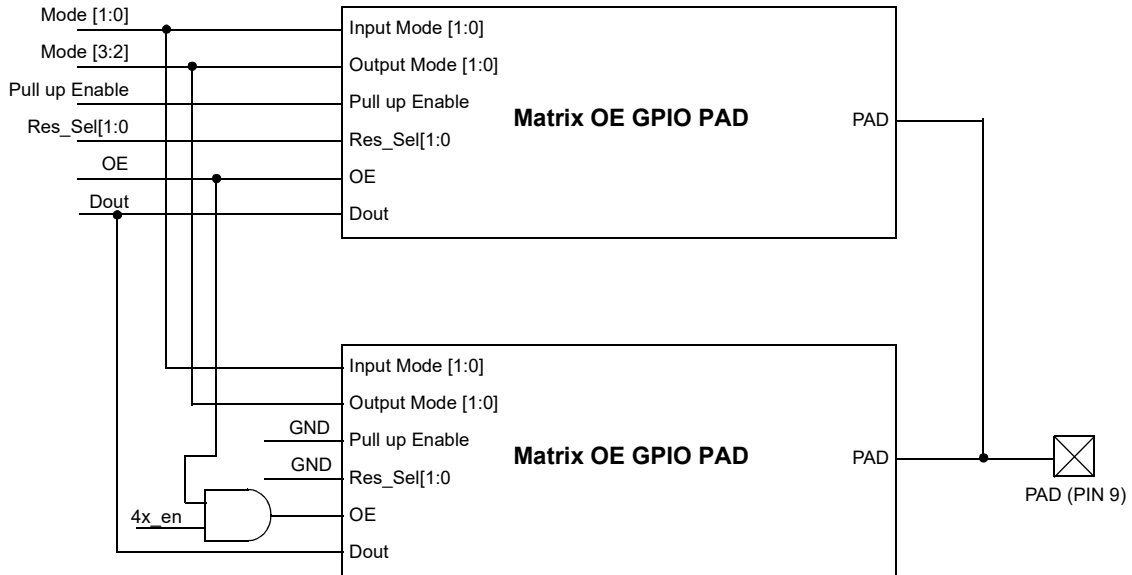 Mode [1:0]
Input Mode [1:0]
Mode [3:2]
Output Mode [1:0]
Pull up Enable
Pull up Enable
Matrix OE GPIO PAD
PAD
Res_Sel[1:0
Res_Sel[1:0
OE
OE
Dout
Dout
Input Mode [1:0]
Output Mode [1:0]
GND
Pull up Enable
Matrix OE GPIO PAD
PAD
GND
Res_Sel[1:0
PAD (PIN 9)
4x_en
OE
Dout